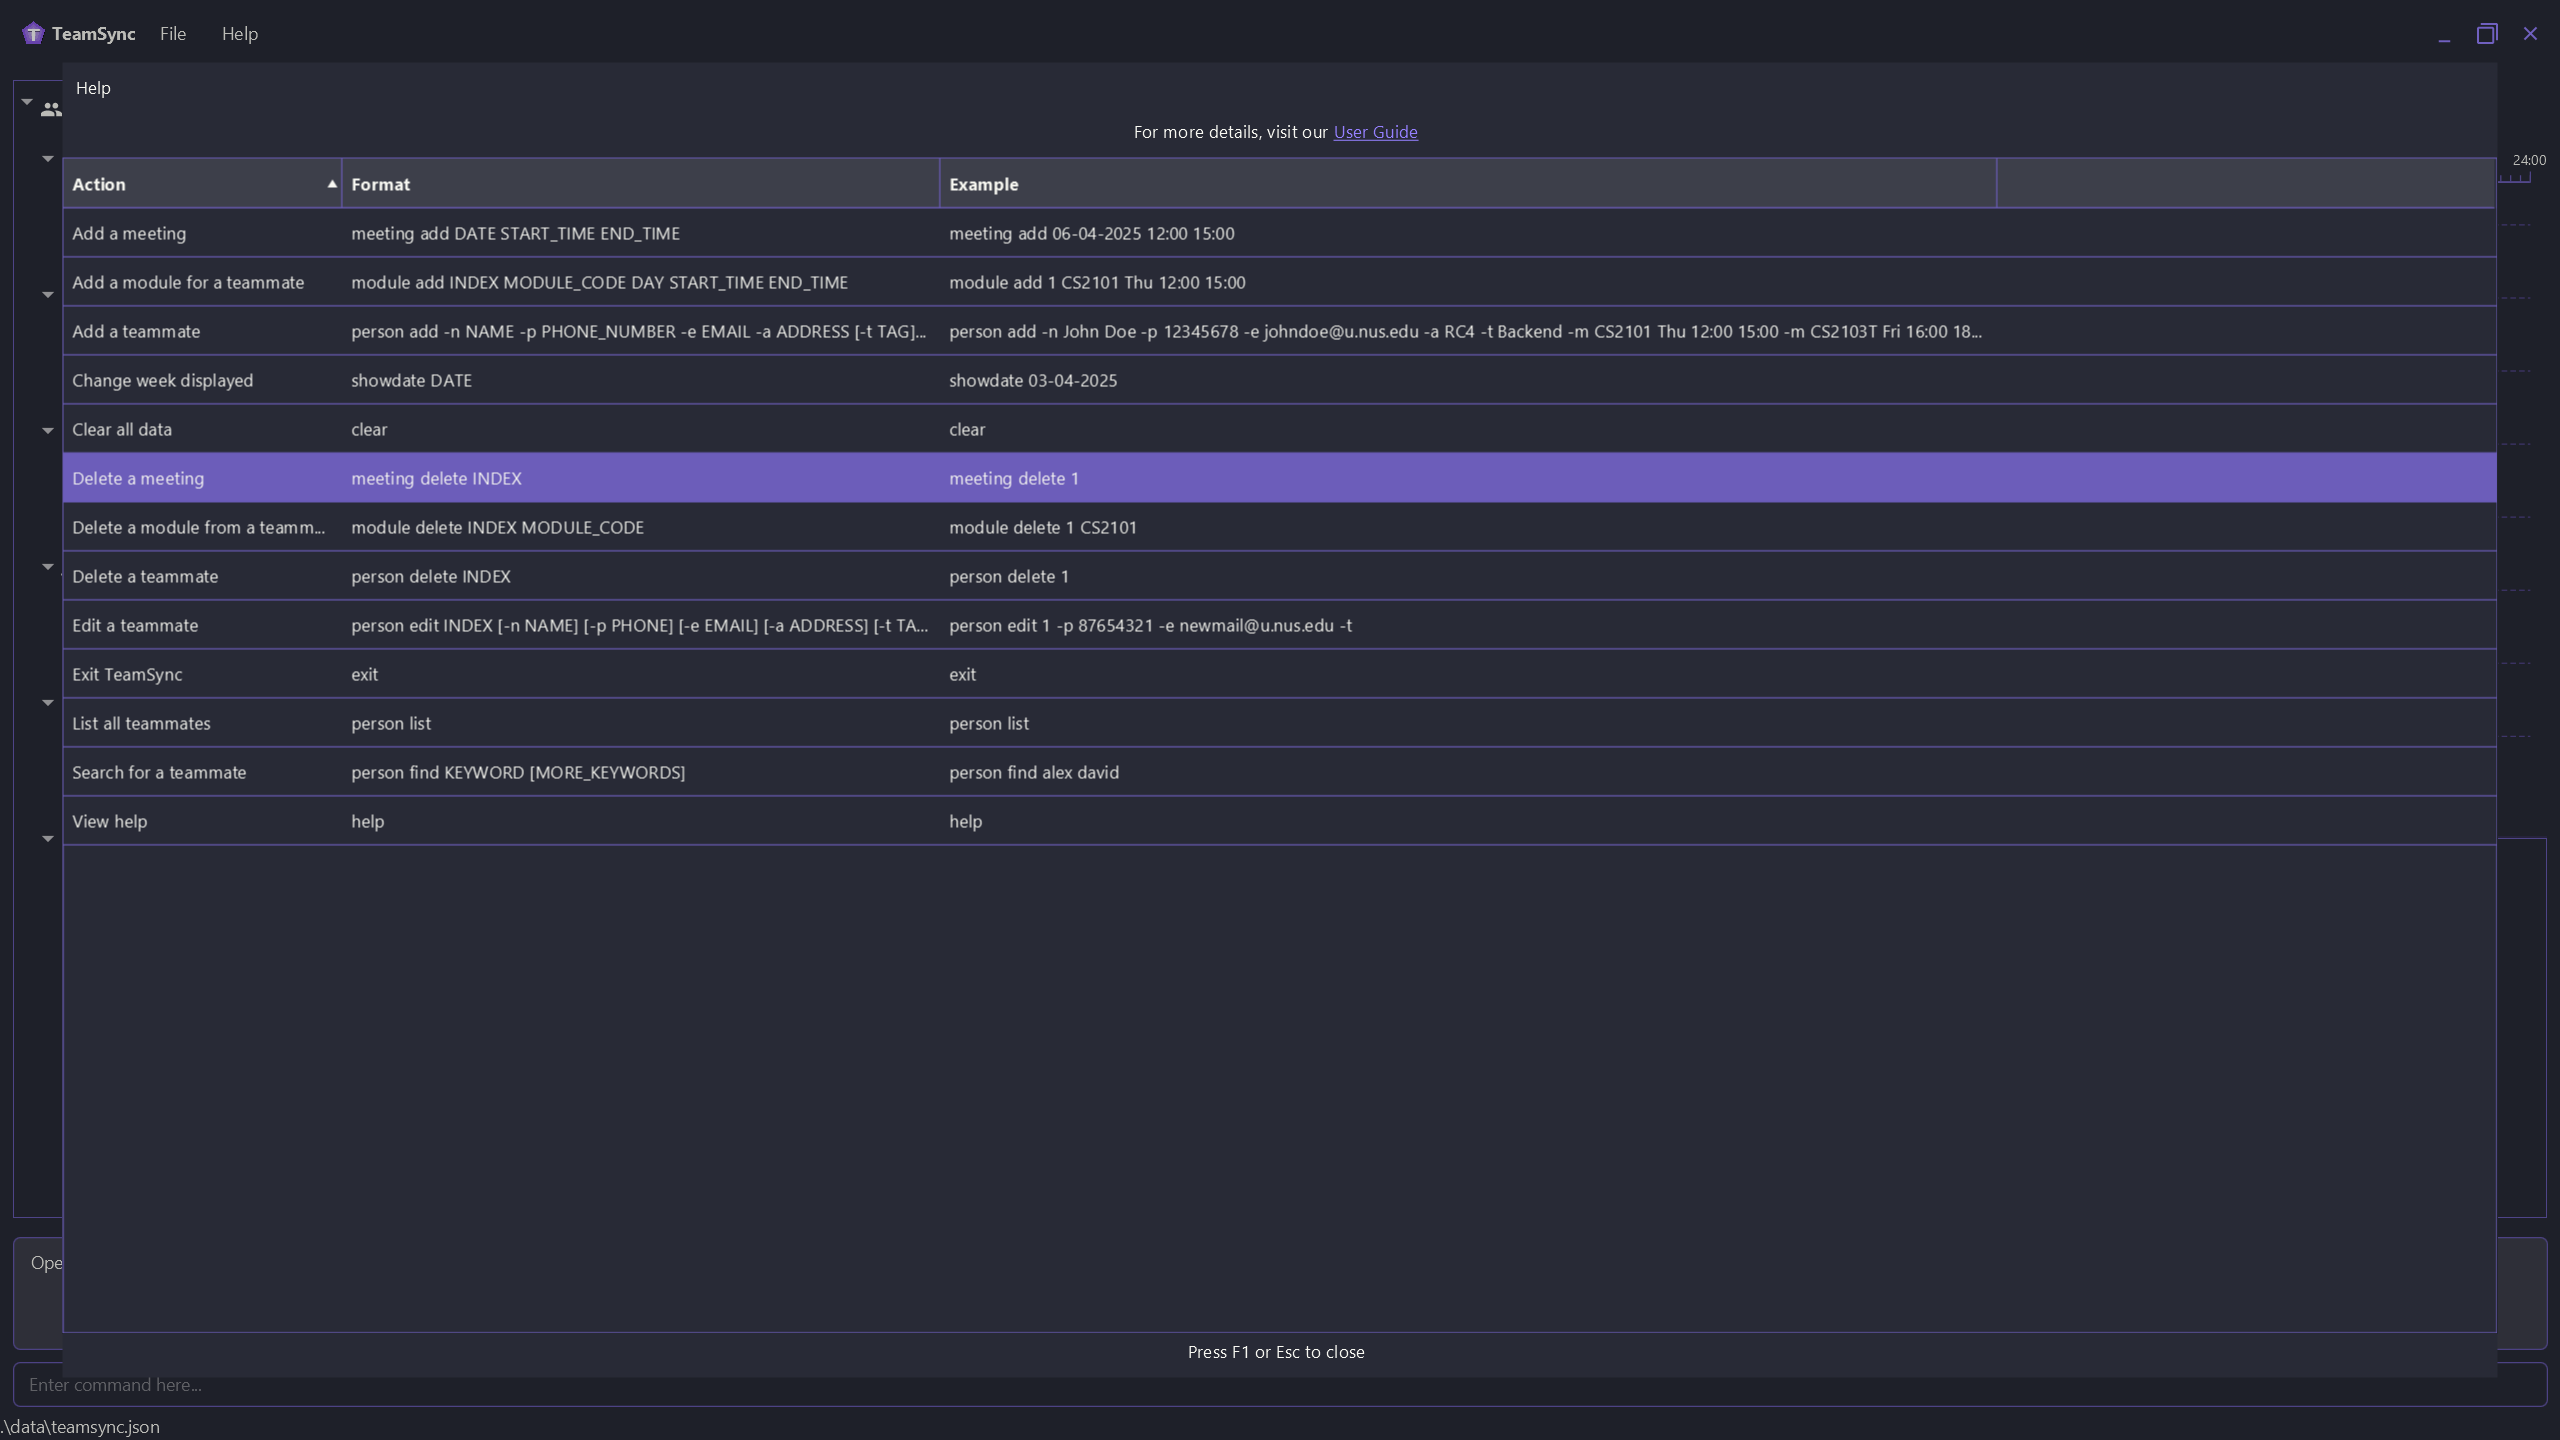 TeamSync File Help
Help
For more details, visit our User Guide
24:00
Action Format Example
Add a meeting meeting add DATE START_TIME END_TIME meeting add 06-04-2025 12:00 15:00
Add a module for a teammate module add INDEX MODULE_CODE DAY START_TIME END_TIME module add 1 CS2101 Thu 12:00 15:00
Add a teammate person add -n NAME -p PHONE_NUMBER -e EMAIL -a ADDRESS [-t TAG]... person add -n John Doe -p 12345678 -e johndoe@u.nus.edu -a RC4 -t Backend -m CS2101 Thu 12:00 15:00 -m CS2103T Fri 16:00 18...
Change week displayed showdate DATE showdate 03-04-2025
Clear all data clear clear
Delete a meeting meeting delete INDEX meeting delete 1
Delete a module from a teamm... module delete INDEX MODULE_CODE module delete 1 CS2101
Delete a teammate person delete INDEX person delete 1
Edit a teammate person edit INDEX [-n NAME] [-p PHONE] [-e EMAIL] [-a ADDRESS] [-t TA... person edit 1 -p 87654321 -e newmail@u.nus.edu -t
Exit TeamSync exit exit
List all teammates person list person list
Search for a teammate person find KEYWORD [MORE_KEYWORDS] person find alex david
View help help help
Ope
Press F1 or Esc to close
Enter command here...
.\data\teamsync.json